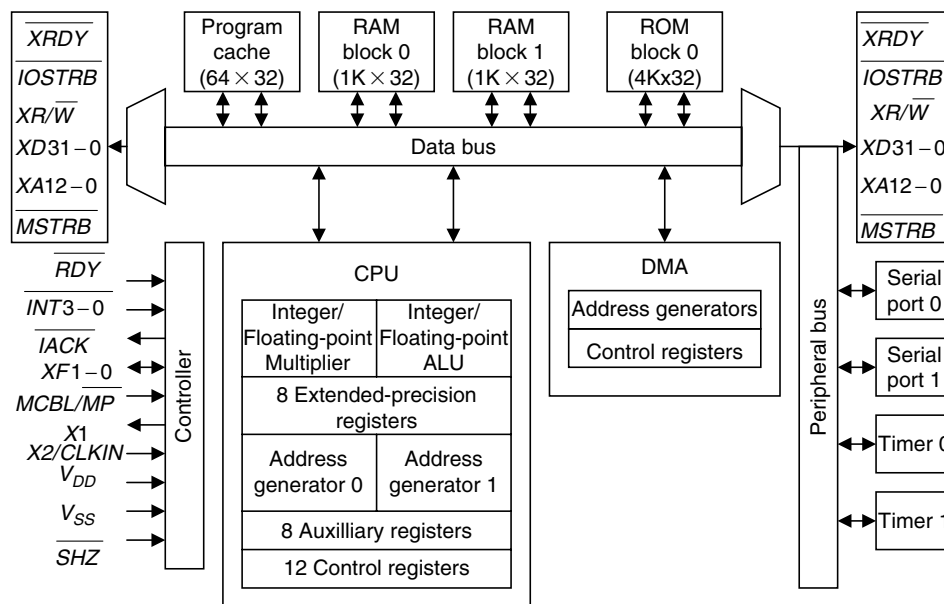 XRDY
IOSTRB
XR/W
XD31–0
XA12–0
MSTRB
Program
cache
(64 × 32)
RAM
block 0
(1K × 32)
RAM
block 1
(1K × 32)
ROM
block 0
(4Kx32)
Data bus
XRDY
IOSTRB
XR/W
XD31–0
XA12–0
MSTRB
RDY
INT3–0
IACK
XF1–0
MCBL/MP
X1
X2/CLKIN
VDD
VSS
SHZ
Controller
CPU
Integer/
Floating-point
Multiplier
Integer/
Floating-point
ALU
8 Extended-precision
registers
Address
generator 0
Address
generator 1
8 Auxilliary registers
12 Control registers
DMA
Address generators
Control registers
Peripheral bus
Serial
port 0
Serial
port 1
Timer 0
Timer 1